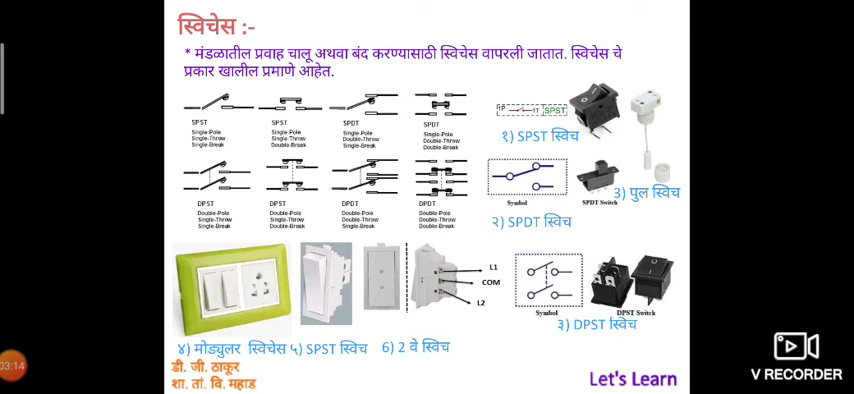 स्विचेस :-
* मंडळातील प्रवाह चालू अथवा बंद करण्यासाठी स्विचेस वापरली जातात. स्विचेस चे
प्रकार खालील प्रमाणे आहेत.
SPST
Single-Pole
Single-Throw
Single-Break
SPST
Single-Pole
Single-Throw
Double-Break
SPDT
Single-Pole
Double-Throw
Single-Break
SPDT
Single-Pole
Double-Throw
Double-Break
1P
1T
SPST
१) SPST स्विच
DPST
Double-Pole
Single-Throw
Single-Break
DPST
Double-Pole
Single-Throw
Double-Break
DPDT
Double-Pole
Double-Throw
Single-Break
DPDT
Double-Pole
Double-Throw
Double-Break
Symbol
SPDT Switch
3) पुल स्विच
२) SPDT स्विच
L1
COM
L2
Symbol
DPST Switch
३) DPST स्विच
४) मोड्युलर स्विचेस ५) SPST स्विच 6) 2 वे स्विच
डी. जी. ठाकूर
शा. तां. वि. महाड
Let's Learn
03:14
V RECORDER